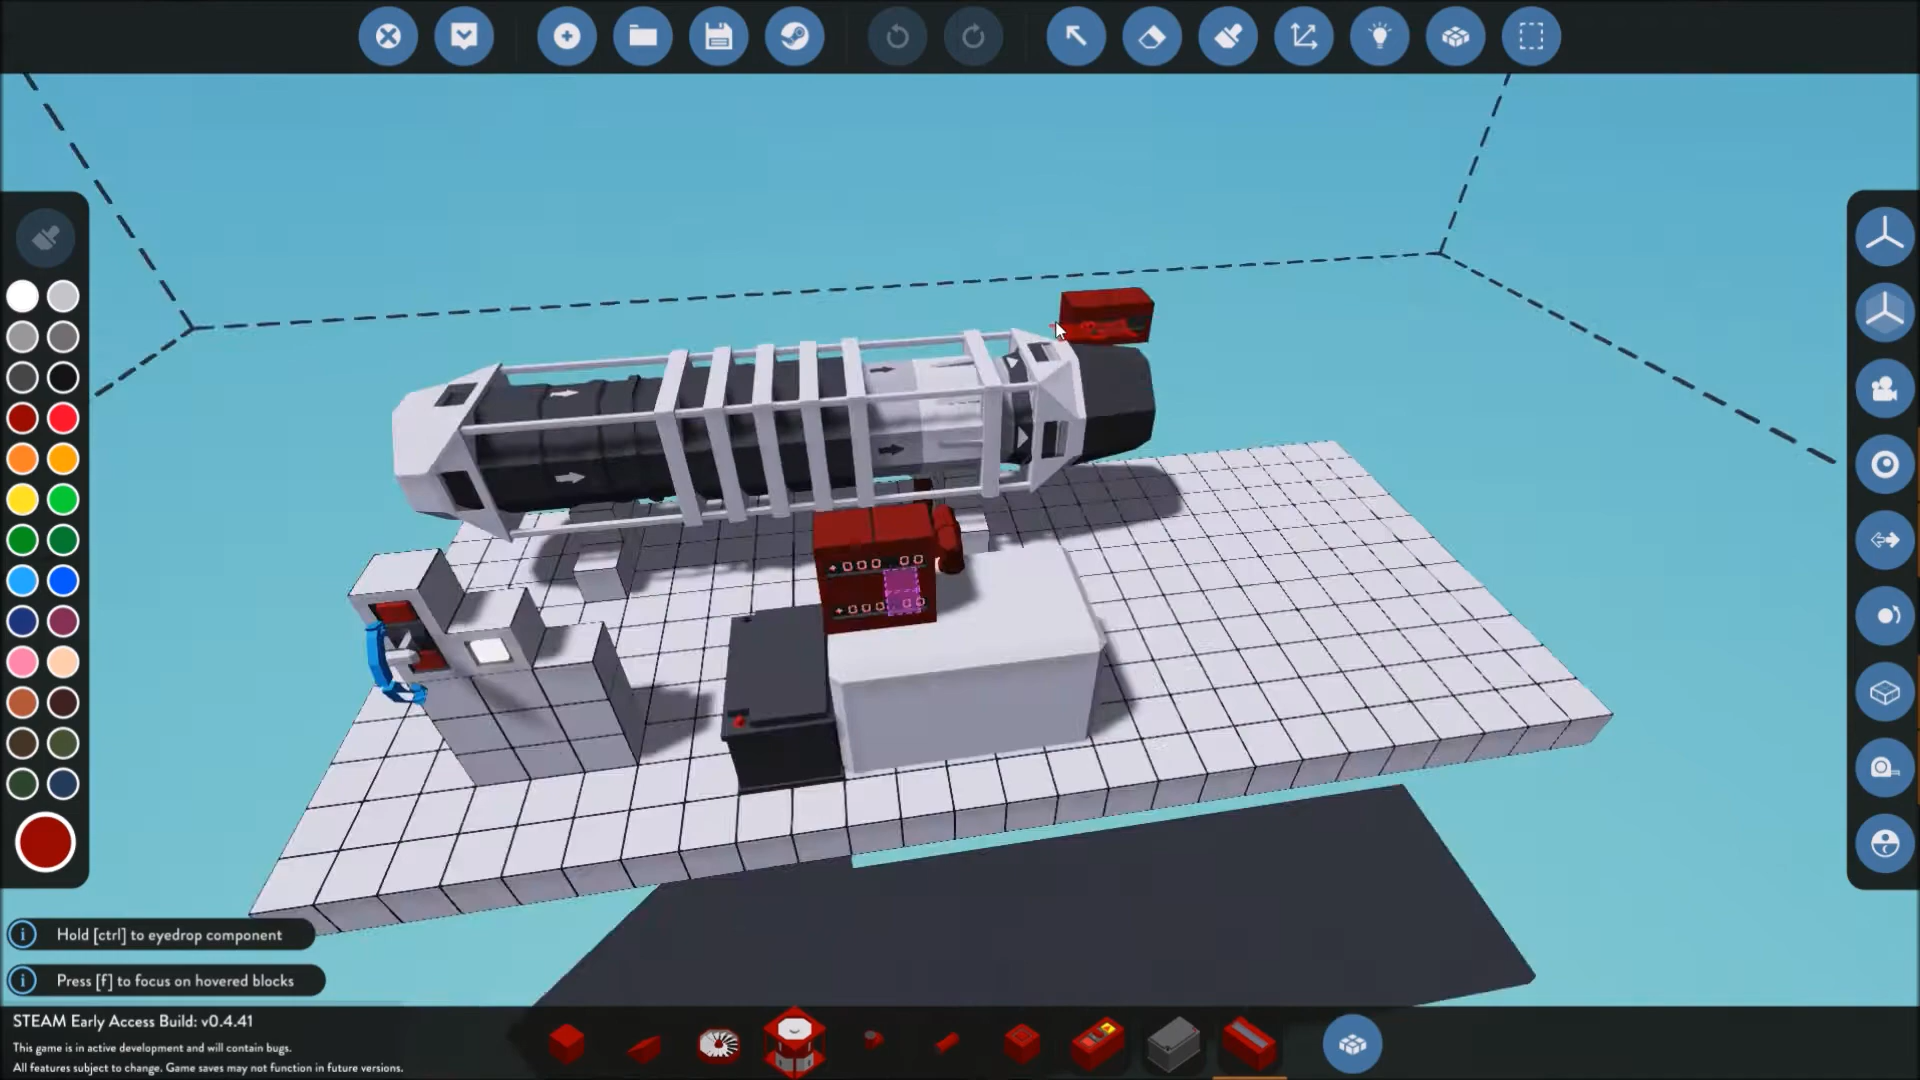 Hold [ctrl] to eyedrop component
Press [f] to focus on hovered blocks
STEAM Early Access Build: v0.4.41
This game is in active development and will contain bugs.
All features subject to change. Game saves may not function in future versions.